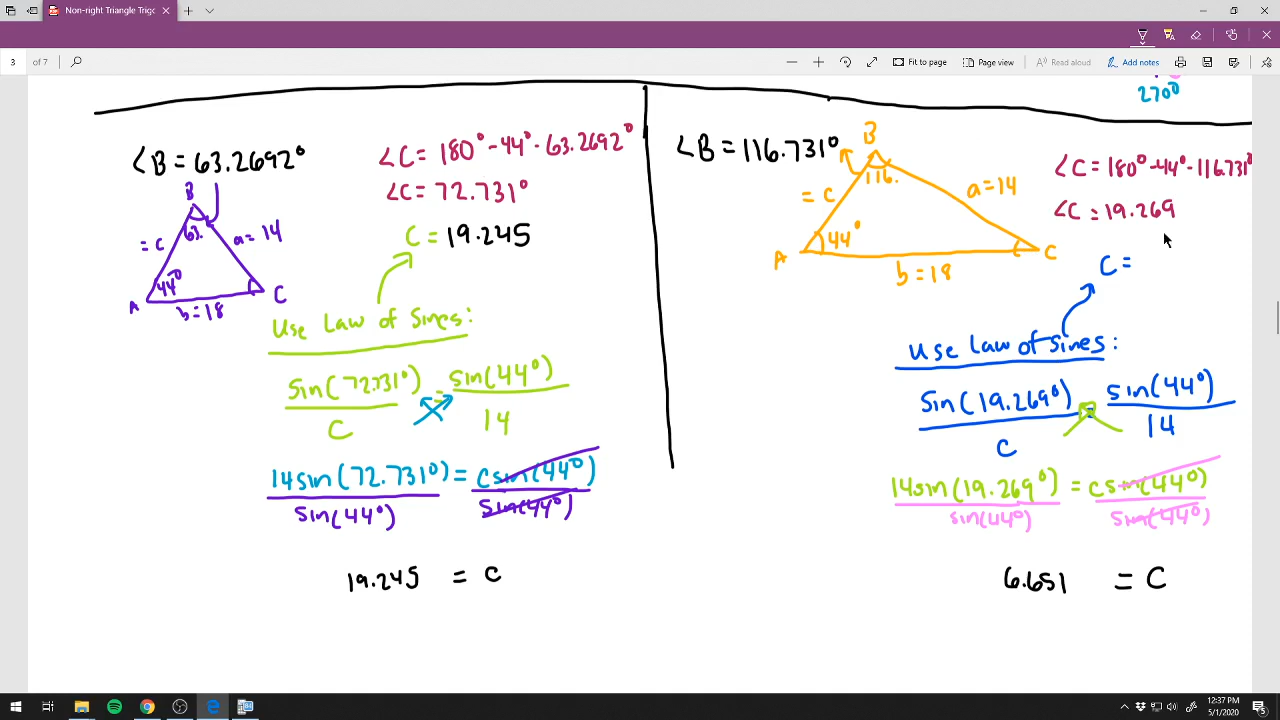 Non-right Triangle Trigo
3 of 7
Fit to page
Page view
Read aloud
Add notes
270°
∠B = 63.2692°
∠C = 180° - 44° - 63.2692°
∠C = 72.731°
C = 19.245
B
63.
= c
a = 14
44°
A
C
b = 18
Use Law of Sines:
sin(72.731°) = sin(44°)
C 14
14sin(72.731°) = csin(44°)
sin(44°) sin(44°)
19.245 = C
∠B = 116.731°
B
116.
= c
a = 14
44°
A
C
b = 18
∠C = 180° - 44° - 116.731°
∠C = 19.269
C =
Use Law of Sines:
sin(19.269°) = sin(44°)
C 14
14sin(19.269°) = csin(44°)
sin(44°) sin(44°)
6.651 = C
12:37 PM
5/1/2020